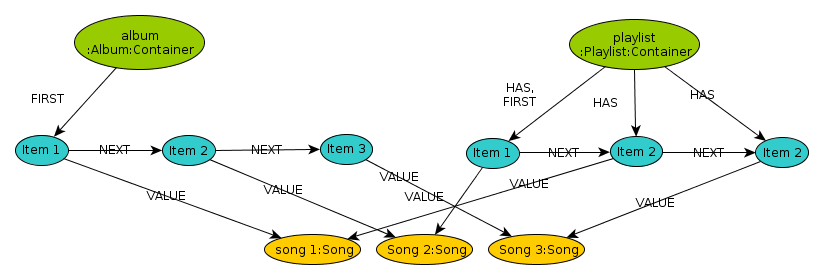 album
:Album:Container
playlist
:Playlist:Container
FIRST
HAS,
FIRST
HAS
HAS
Item 1
NEXT
Item 2
NEXT
Item 3
Item 1
NEXT
Item 2
NEXT
Item 2
VALUE
VALUE
VALUE
VALUE
VALUE
VALUE
song 1:Song
Song 2:Song
Song 3:Song